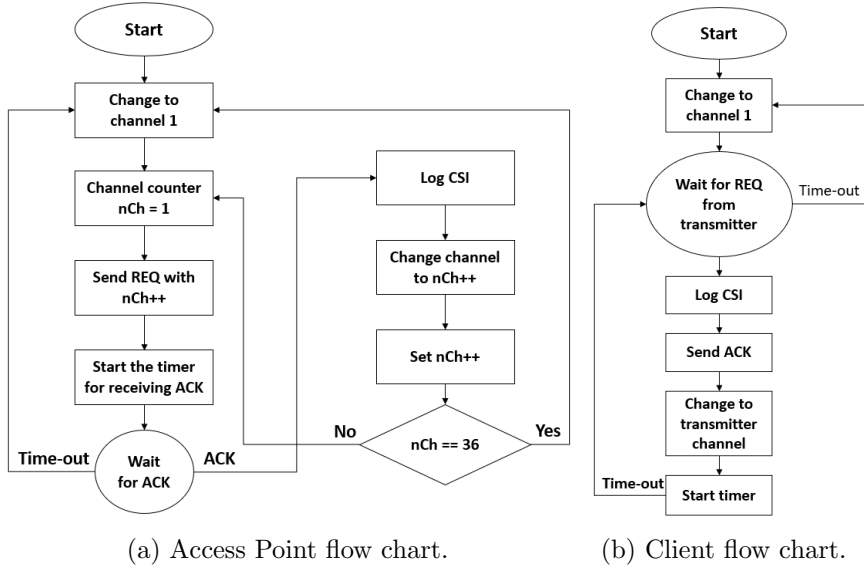 Start
Change to
channel 1
Channel counter
nCh = 1
Send REQ with
nCh++
Start the timer
for receiving ACK
Time-out
Wait
for ACK
ACK
Log CSI
Change channel
to nCh++
Set nCh++
No
nCh == 36
Yes
(a) Access Point flow chart.
Start
Change to
channel 1
Wait for REQ
from
transmitter
Time-out
Log CSI
Send ACK
Change to
transmitter
channel
Time-out
Start timer
(b) Client flow chart.